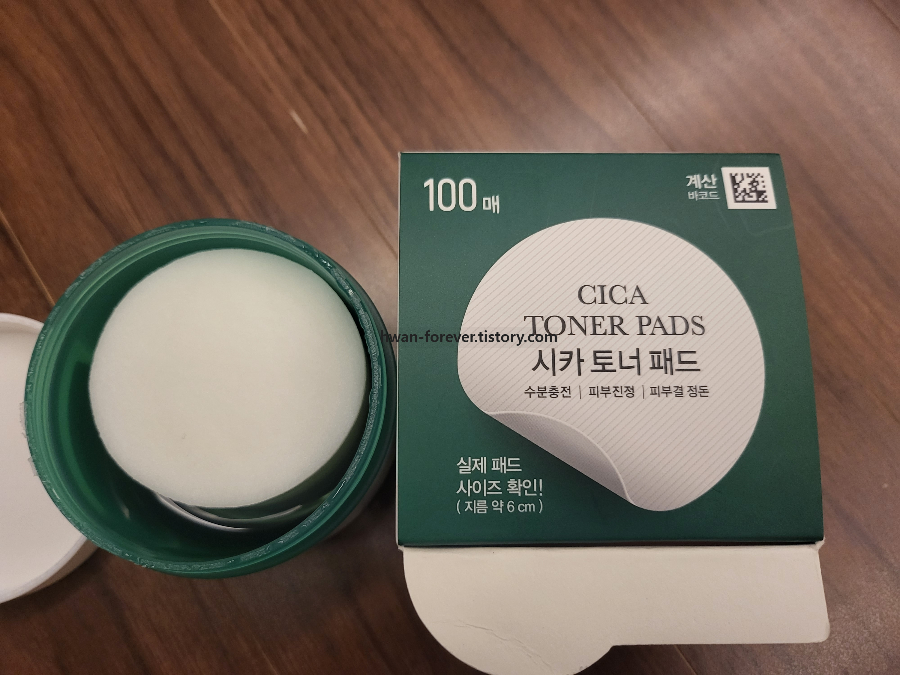 100매
계산
바코드
CICA
TONER PADS
hwan-forever.tistory.com
시카 토너 패드
수분충전 | 피부진정 | 피부결 정돈
실제 패드
사이즈 확인!
( 지름 약 6 cm )